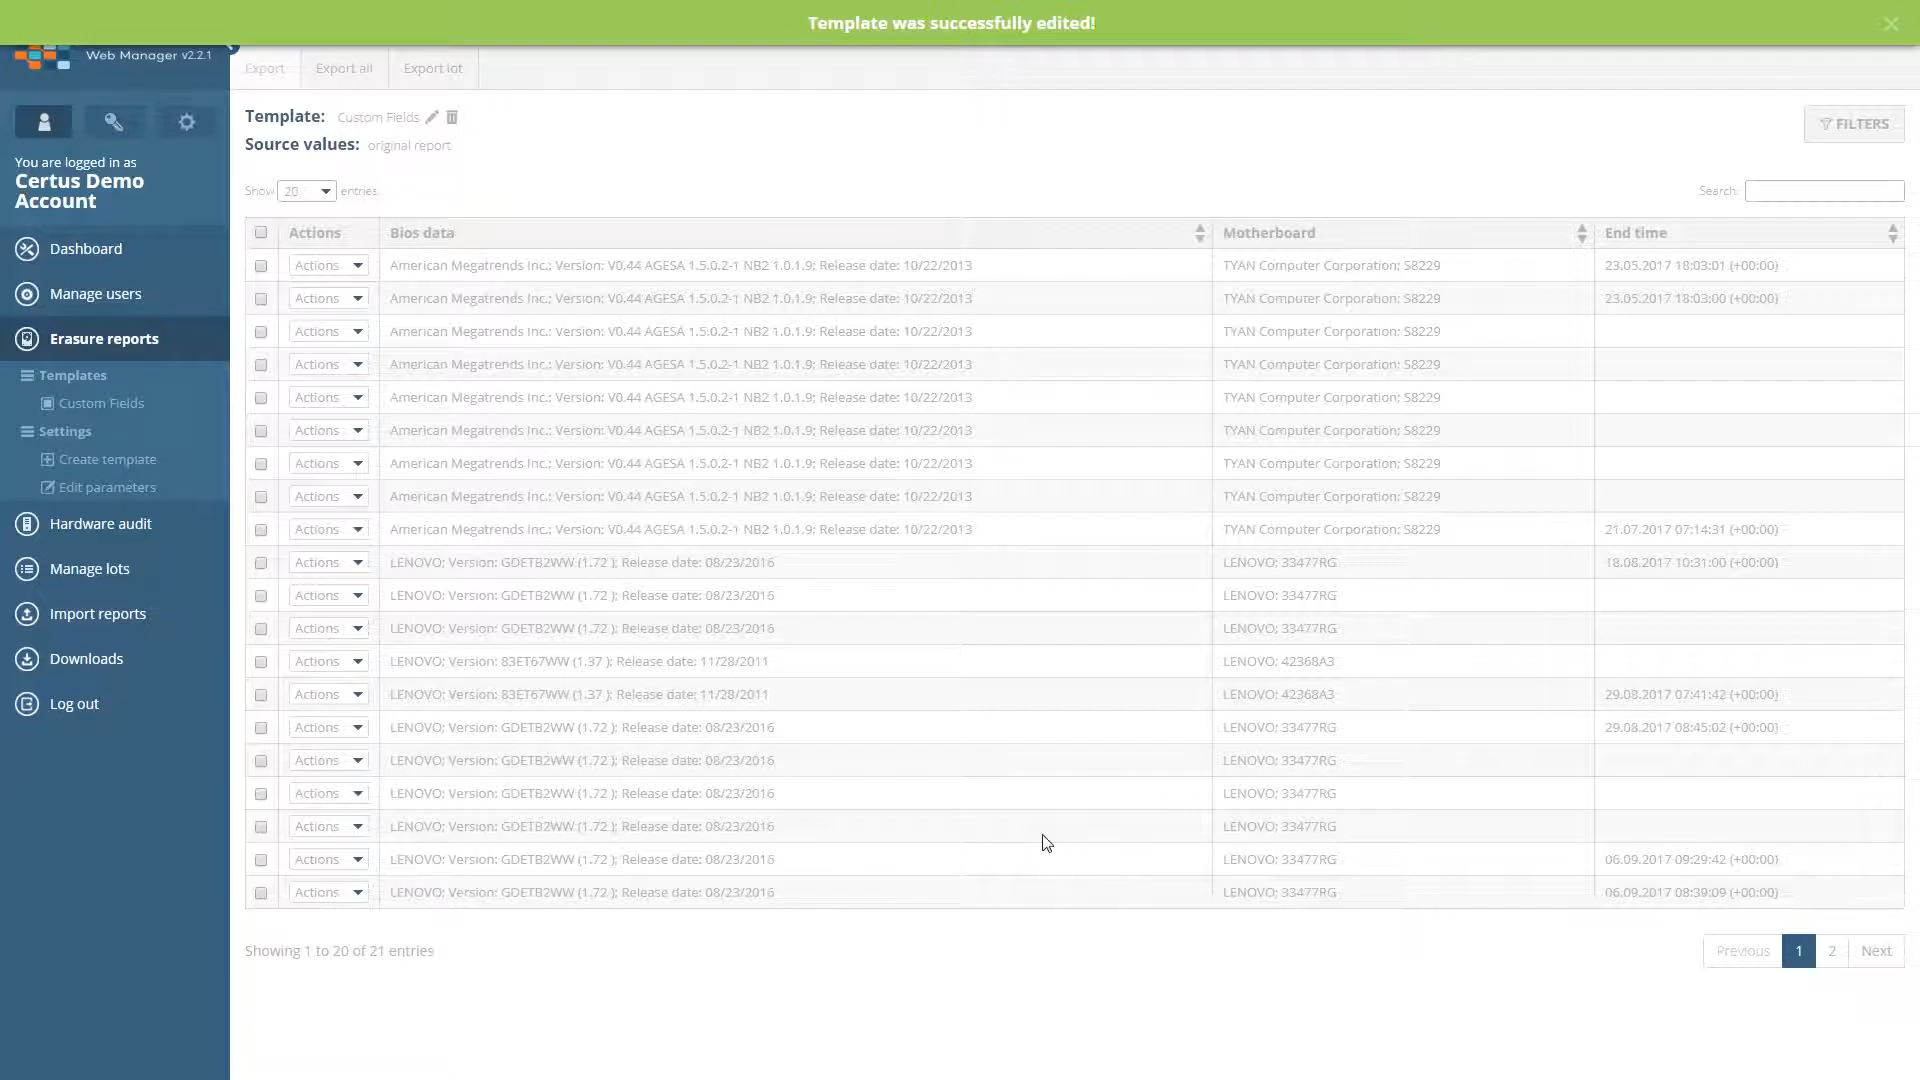 Template was successfully edited!
Web Manager v2.2.1
Export Export all Export lot
Template: Custom Fields
Source values: original report
FILTERS
You are logged in as
Certus Demo
Account
Show 20 entries
Search:
Dashboard
Manage users
Erasure reports
Templates
Custom Fields
Settings
Create template
Edit parameters
Hardware audit
Manage lots
Import reports
Downloads
Log out
Actions Bios data Motherboard End time
Actions American Megatrends Inc.; Version: V0.44 AGESA 1.5.0.2-1 NB2 1.0.1.9; Release date: 10/22/2013 TYAN Computer Corporation; S8229 23.05.2017 18:03:01 (+00:00)
Actions American Megatrends Inc.; Version: V0.44 AGESA 1.5.0.2-1 NB2 1.0.1.9; Release date: 10/22/2013 TYAN Computer Corporation; S8229 23.05.2017 18:03:00 (+00:00)
Actions American Megatrends Inc.; Version: V0.44 AGESA 1.5.0.2-1 NB2 1.0.1.9; Release date: 10/22/2013 TYAN Computer Corporation; S8229
Actions American Megatrends Inc.; Version: V0.44 AGESA 1.5.0.2-1 NB2 1.0.1.9; Release date: 10/22/2013 TYAN Computer Corporation; S8229
Actions American Megatrends Inc.; Version: V0.44 AGESA 1.5.0.2-1 NB2 1.0.1.9; Release date: 10/22/2013 TYAN Computer Corporation; S8229
Actions American Megatrends Inc.; Version: V0.44 AGESA 1.5.0.2-1 NB2 1.0.1.9; Release date: 10/22/2013 TYAN Computer Corporation; S8229
Actions American Megatrends Inc.; Version: V0.44 AGESA 1.5.0.2-1 NB2 1.0.1.9; Release date: 10/22/2013 TYAN Computer Corporation; S8229
Actions American Megatrends Inc.; Version: V0.44 AGESA 1.5.0.2-1 NB2 1.0.1.9; Release date: 10/22/2013 TYAN Computer Corporation; S8229
Actions American Megatrends Inc.; Version: V0.44 AGESA 1.5.0.2-1 NB2 1.0.1.9; Release date: 10/22/2013 TYAN Computer Corporation; S8229 21.07.2017 07:14:31 (+00:00)
Actions LENOVO; Version: GDETB2WW (1.72 ); Release date: 08/23/2016 LENOVO; 33477RG 18.08.2017 10:31:00 (+00:00)
Actions LENOVO; Version: GDETB2WW (1.72 ); Release date: 08/23/2016 LENOVO; 33477RG
Actions LENOVO; Version: GDETB2WW (1.72 ); Release date: 08/23/2016 LENOVO; 33477RG
Actions LENOVO; Version: 83ET67WW (1.37 ); Release date: 11/28/2011 LENOVO; 42368A3
Actions LENOVO; Version: 83ET67WW (1.37 ); Release date: 11/28/2011 LENOVO; 42368A3 29.08.2017 07:41:42 (+00:00)
Actions LENOVO; Version: GDETB2WW (1.72 ); Release date: 08/23/2016 LENOVO; 33477RG 29.08.2017 08:45:02 (+00:00)
Actions LENOVO; Version: GDETB2WW (1.72 ); Release date: 08/23/2016 LENOVO; 33477RG
Actions LENOVO; Version: GDETB2WW (1.72 ); Release date: 08/23/2016 LENOVO; 33477RG
Actions LENOVO; Version: GDETB2WW (1.72 ); Release date: 08/23/2016 LENOVO; 33477RG
Actions LENOVO; Version: GDETB2WW (1.72 ); Release date: 08/23/2016 LENOVO; 33477RG 06.09.2017 09:29:42 (+00:00)
Actions LENOVO; Version: GDETB2WW (1.72 ); Release date: 08/23/2016 LENOVO; 33477RG 06.09.2017 08:39:09 (+00:00)
Showing 1 to 20 of 21 entries
Previous 1 2 Next